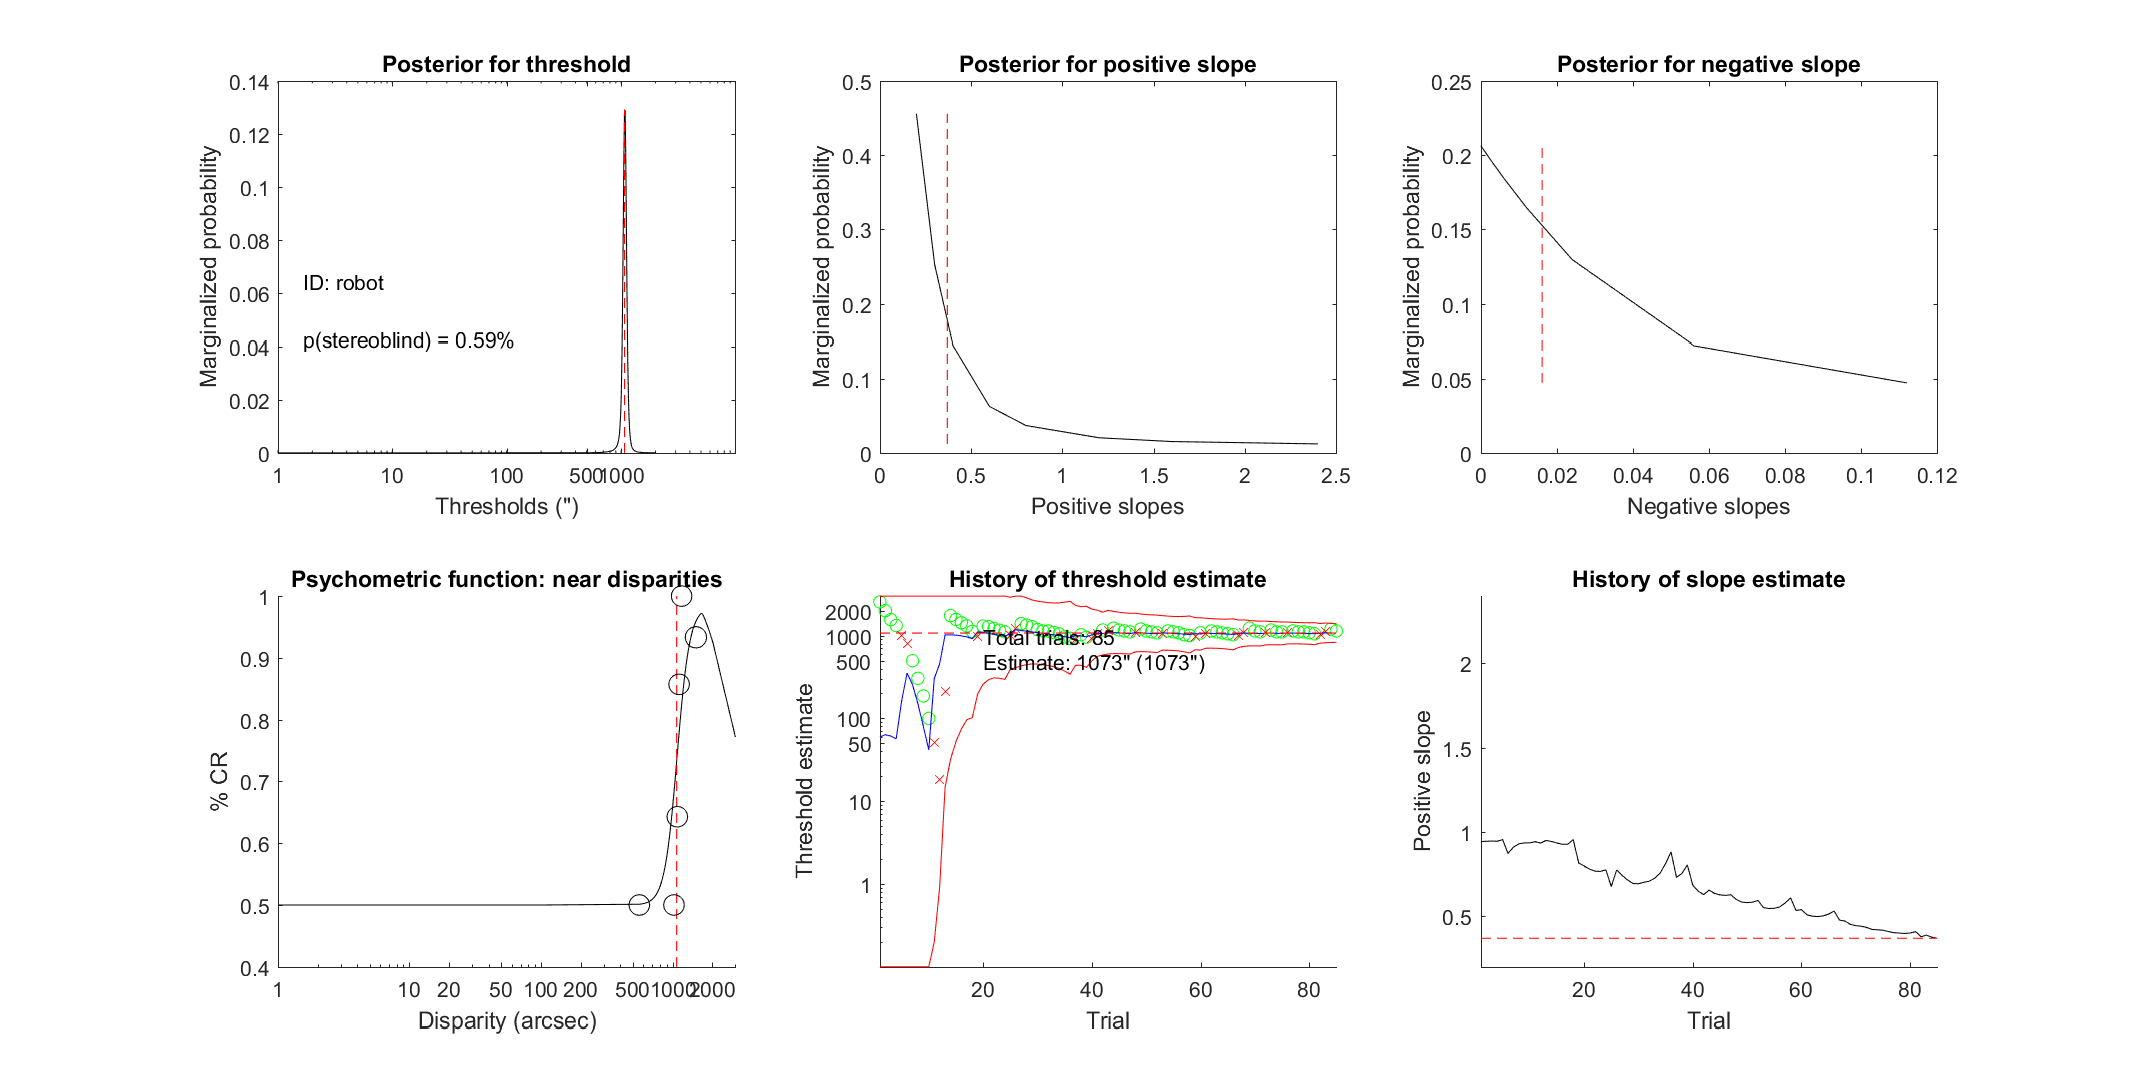 Posterior for threshold
0.14
0.12
0.1
0.08
0.06
0.04
0.02
0
Marginalized probability
ID: robot
p(stereoblind) = 0.59%
1 10 100 500 1000
Thresholds (")
Posterior for positive slope
0.5
0.4
0.3
0.2
0.1
0
Marginalized probability
0 0.5 1 1.5 2 2.5
Positive slopes
Posterior for negative slope
0.25
0.2
0.15
0.1
0.05
0
Marginalized probability
0 0.02 0.04 0.06 0.08 0.1 0.12
Negative slopes
Psychometric function: near disparities
1
0.9
0.8
0.7
0.6
0.5
0.4
% CR
1 10 20 50 100 200 500 1000 2000
Disparity (arcsec)
History of threshold estimate
2000
1000
500
100
50
10
1
Threshold estimate
Total trials: 85
Estimate: 1073" (1073")
20 40 60 80
Trial
History of slope estimate
2
1.5
1
0.5
Positive slope
20 40 60 80
Trial